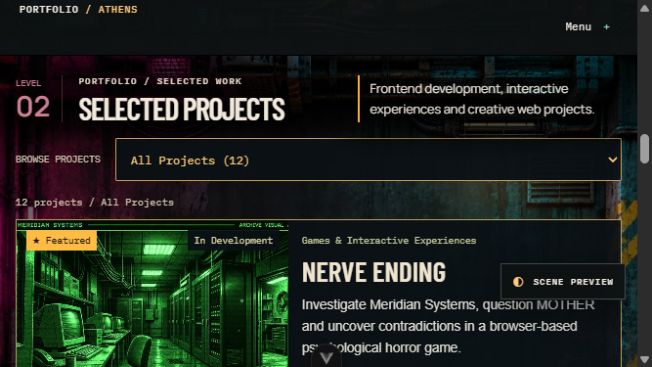 PORTFOLIO / ATHENS
Menu +
LEVEL
02
PORTFOLIO / SELECTED WORK
SELECTED PROJECTS
Frontend development, interactive
experiences and creative web projects.
BROWSE PROJECTS
All Projects (12)
12 projects / All Projects
MERIDIAN SYSTEMS
ARCHIVE VISUAL
★ Featured
In Development
Games & Interactive Experiences
NERVE ENDING
SCENE PREVIEW
Investigate Meridian Systems, question MOTHER
and uncover contradictions in a browser-based
psychological horror game.